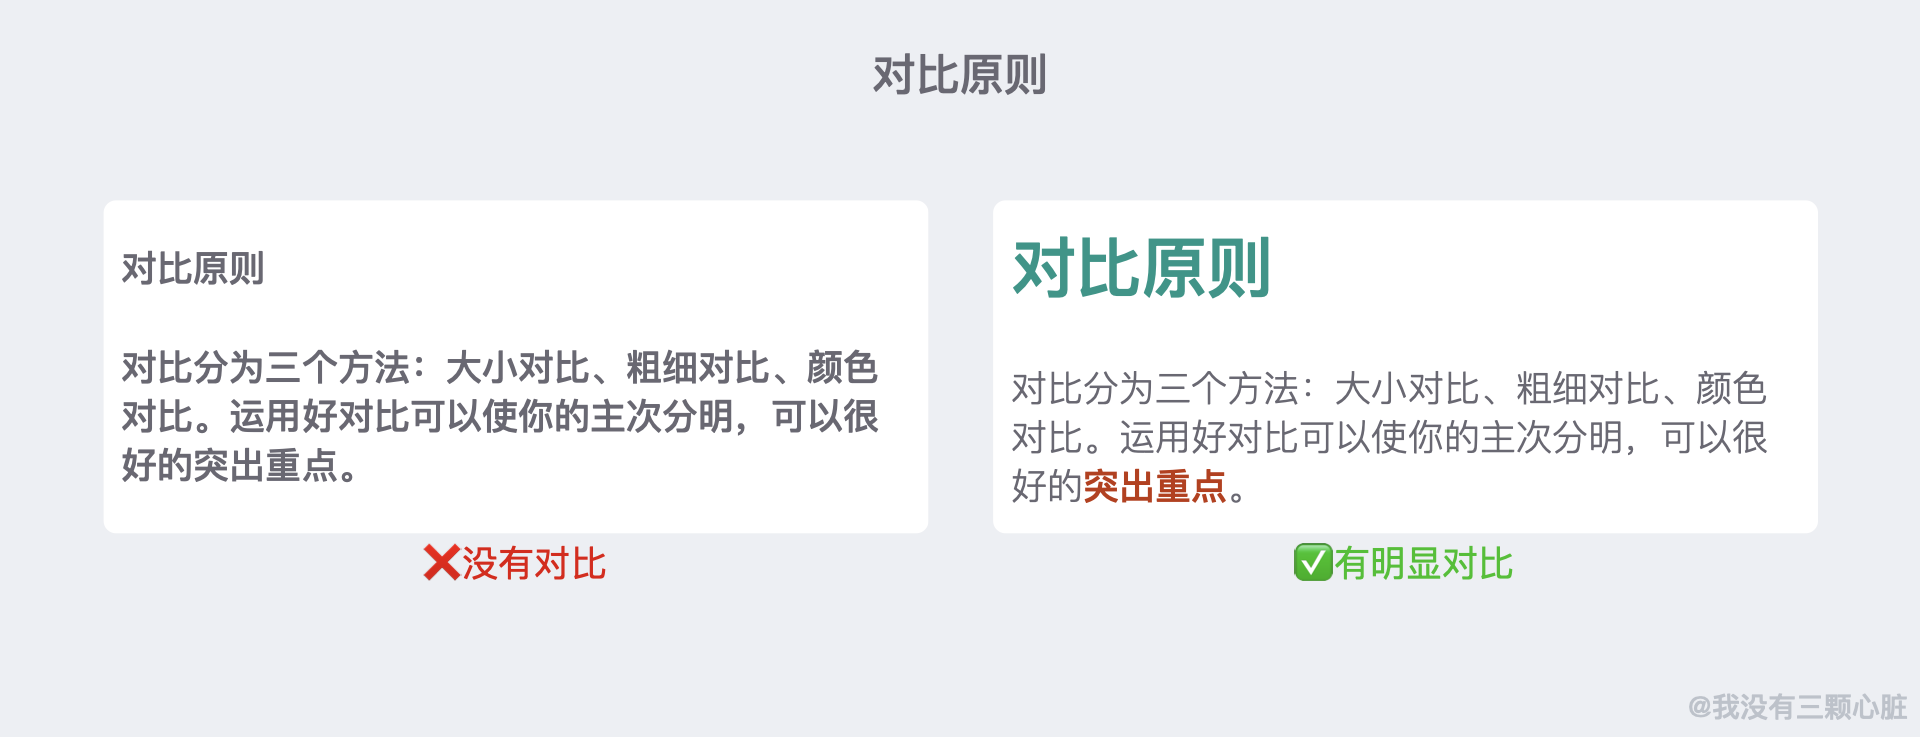 对比原则
对比原则
对比分为三个方法：大小对比、粗细对比、颜色
对比。运用好对比可以使你的主次分明，可以很
好的突出重点。
❌没有对比
对比原则
对比分为三个方法：大小对比、粗细对比、颜色
对比。运用好对比可以使你的主次分明，可以很
好的突出重点。
✅有明显对比
@我没有三颗心脏